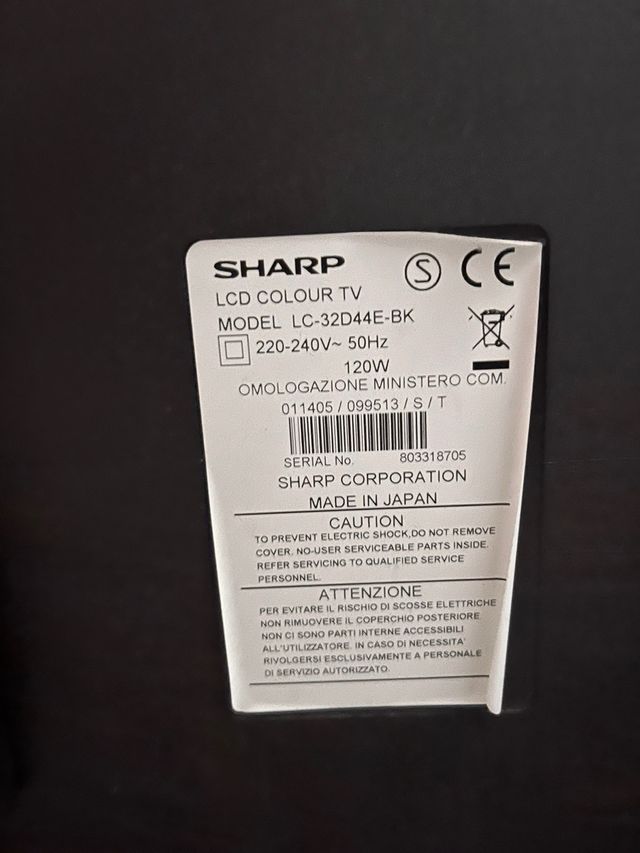 SHARP
S CE
LCD COLOUR TV
MODEL LC-32D44E-BK
220-240V~ 50Hz
120W
OMOLOGAZIONE MINISTERO COM.
011405 / 099513 / S / T
SERIAL No. 803318705
SHARP CORPORATION
MADE IN JAPAN
CAUTION
TO PREVENT ELECTRIC SHOCK,DO NOT REMOVE
COVER. NO-USER SERVICEABLE PARTS INSIDE.
REFER SERVICING TO QUALIFIED SERVICE
PERSONNEL.
ATTENZIONE
PER EVITARE IL RISCHIO DI SCOSSE ELETTRICHE
NON RIMUOVERE IL COPERCHIO POSTERIORE.
NON CI SONO PARTI INTERNE ACCESSIBILI
ALL'UTILIZZATORE. IN CASO DI NECESSITA'
RIVOLGERSI ESCLUSIVAMENTE A PERSONALE
DI SERVIZIO AUTORIZZATO.